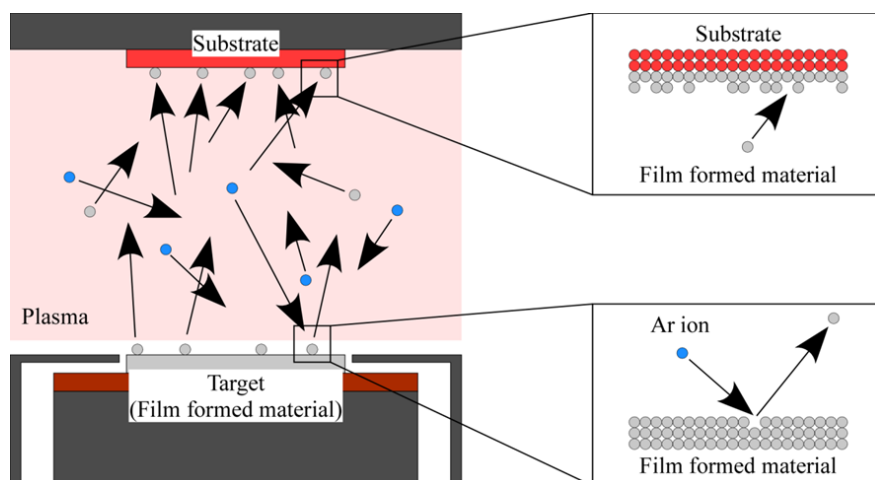 Substrate
Plasma
Target
(Film formed material)
Substrate
Film formed material
Ar ion
Film formed material